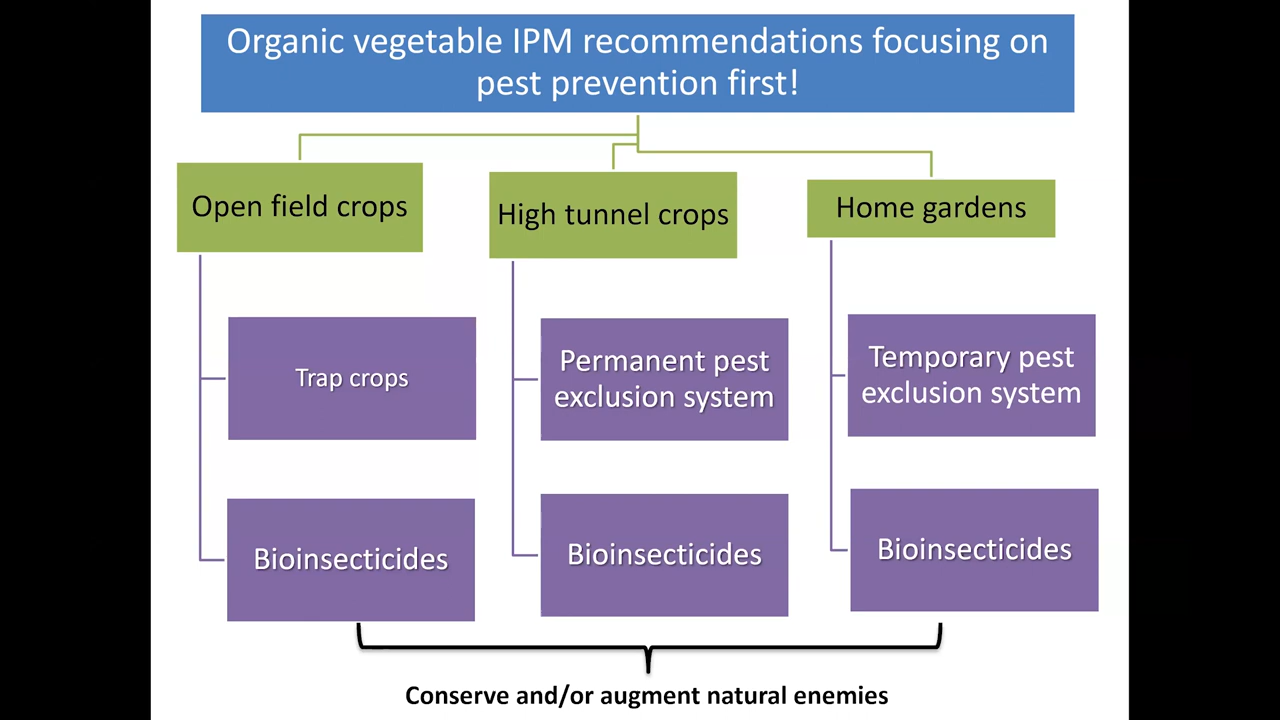 Organic vegetable IPM recommendations focusing on
pest prevention first!
Open field crops
High tunnel crops
Home gardens
Trap crops
Permanent pest
exclusion system
Temporary pest
exclusion system
Bioinsecticides
Bioinsecticides
Bioinsecticides
Conserve and/or augment natural enemies